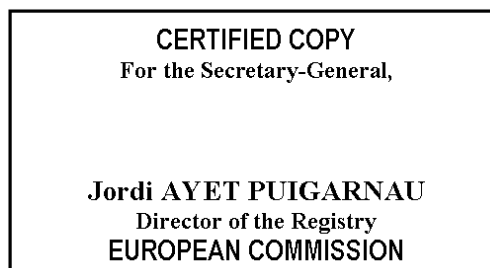 CERTIFIED COPY
For the Secretary-General,
Jordi AYET PUIGARNAU
Director of the Registry
EUROPEAN COMMISSION